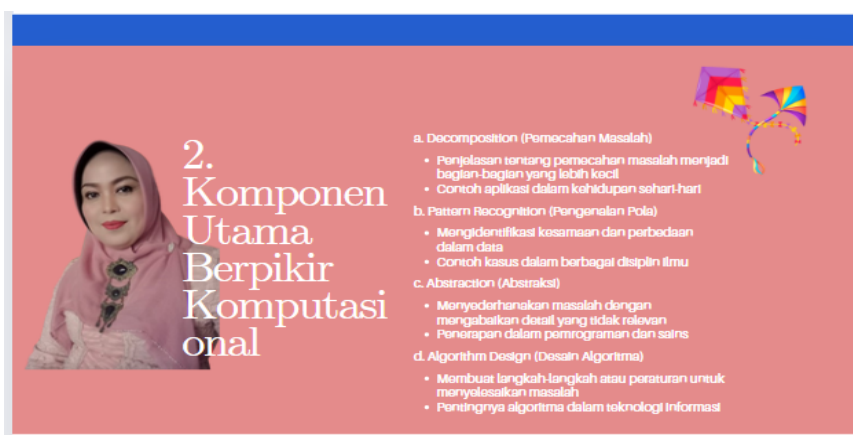 2.
Komponen
Utama
Berpikir
Komputasi
onal
a. Decomposition (Pemecahan Masalah)
• Penjelasan tentang pemecahan masalah menjadi
bagian-bagian yang lebih kecil
• Contoh aplikasi dalam kehidupan sehari-hari
b. Pattern Recognition (Pengenalan Pola)
• Mengidentifikasi kesamaan dan perbedaan
dalam data
• Contoh kasus dalam berbagai disiplin ilmu
c. Abstraction (Abstraksi)
• Menyederhanakan masalah dengan
mengabaikan detail yang tidak relevan
• Penerapan dalam pemrograman dan sains
d. Algorithm Design (Desain Algoritma)
• Membuat langkah-langkah atau peraturan untuk
menyelesaikan masalah
• Pentingnya algoritma dalam teknologi informasi